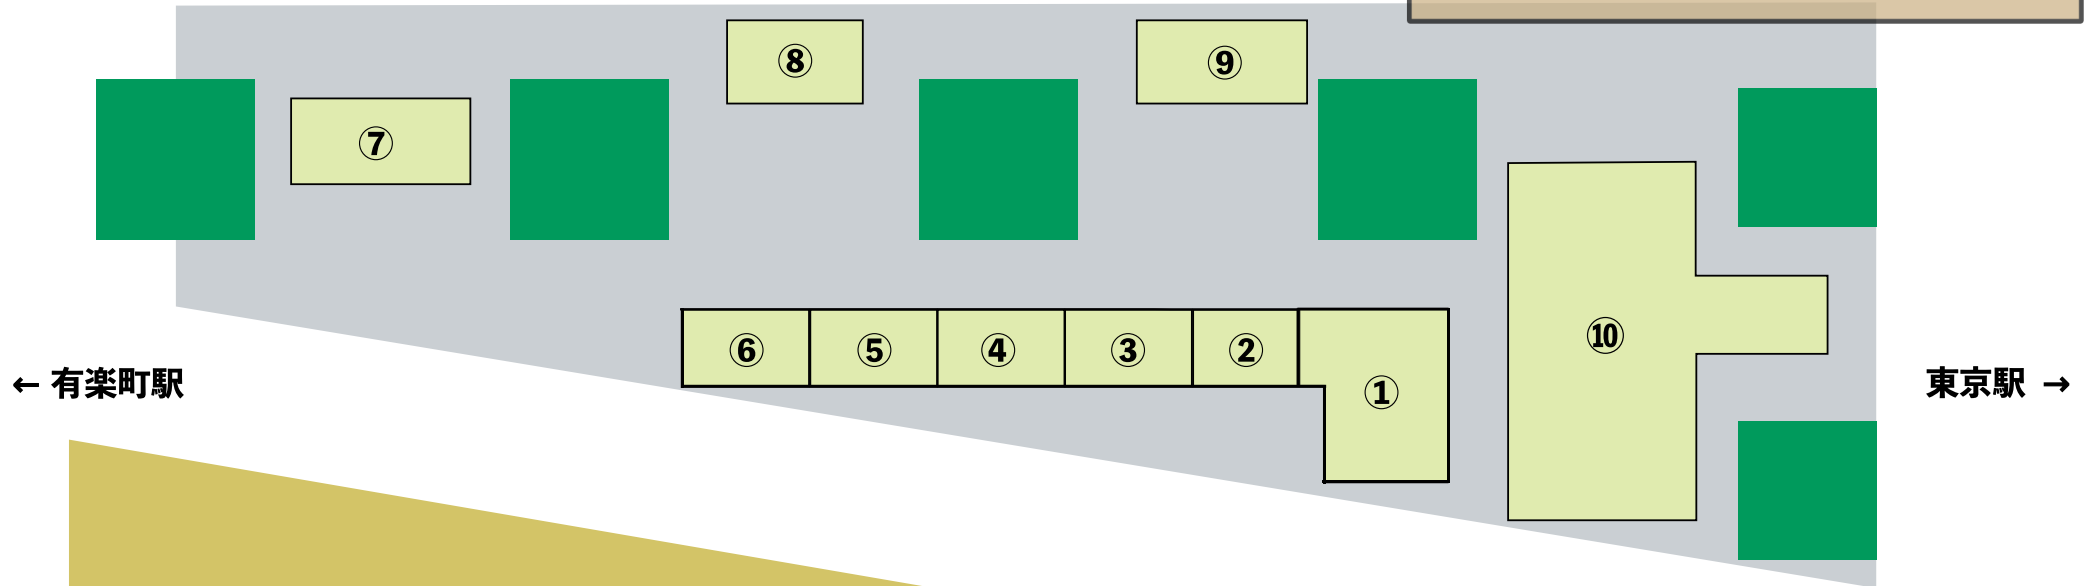 ⑧
⑨
⑦
⑩
⑥ ⑤ ④ ③ ② ①
← 有楽町駅
東京駅 →